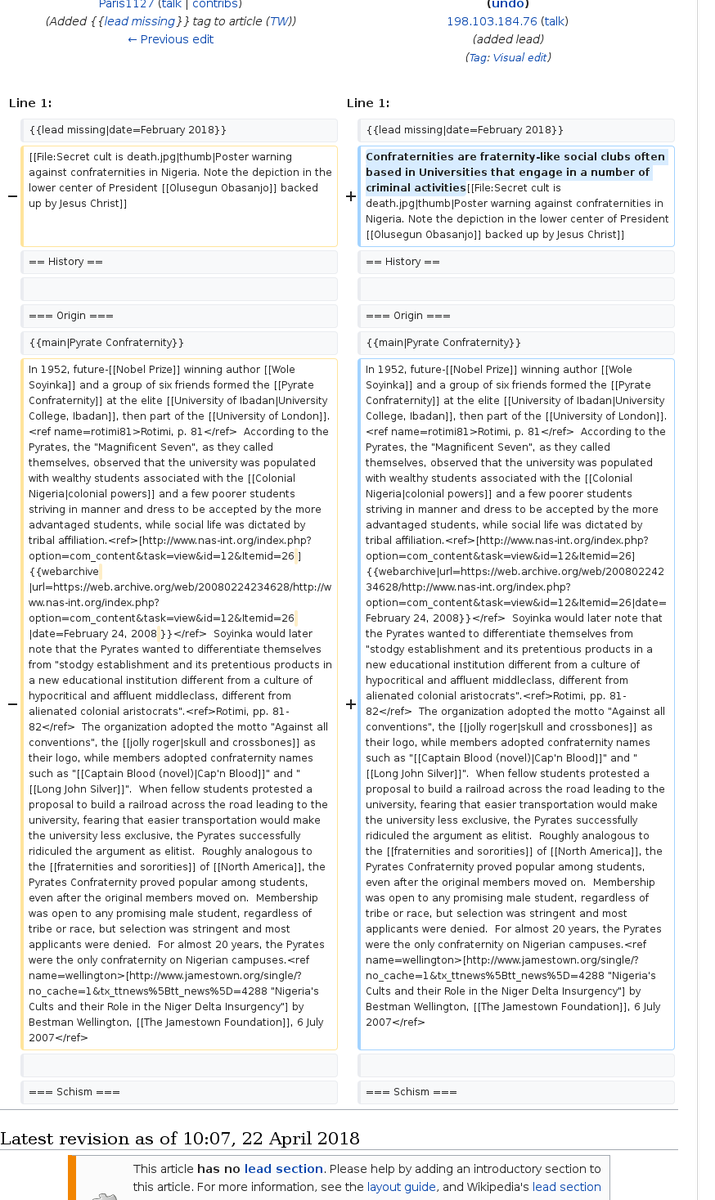 Paris1127 (talk | contribs)
(Added {{lead missing}} tag to article (TW))
← Previous edit
(undo)
198.103.184.76 (talk)
(added lead)
(Tag: Visual edit)
Line 1:
Line 1:
{{lead missing|date=February 2018}}
{{lead missing|date=February 2018}}
−
[[File:Secret cult is death.jpg|thumb|Poster warning
against confraternities in Nigeria. Note the depiction in the
lower center of President [[Olusegun Obasanjo]] backed
up by Jesus Christ]]
+
Confraternities are fraternity-like social clubs often
based in Universities that engage in a number of
criminal activities[[File:Secret cult is
death.jpg|thumb|Poster warning against confraternities in
Nigeria. Note the depiction in the lower center of President
[[Olusegun Obasanjo]] backed up by Jesus Christ]]
== History ==
== History ==
=== Origin ===
=== Origin ===
{{main|Pyrate Confraternity}}
{{main|Pyrate Confraternity}}
−
In 1952, future-[[Nobel Prize]] winning author [[Wole
Soyinka]] and a group of six friends formed the [[Pyrate
Confraternity]] at the elite [[University of Ibadan|University
College, Ibadan]], then part of the [[University of London]].
<ref name=rotimi81>Rotimi, p. 81</ref>  According to the
Pyrates, the "Magnificent Seven", as they called
themselves, observed that the university was populated
with wealthy students associated with the [[Colonial
Nigeria|colonial powers]] and a few poorer students
striving in manner and dress to be accepted by the more
advantaged students, while social life was dictated by
tribal affiliation.<ref>[http://www.nas-int.org/index.php?
option=com_content&task=view&id=12&Itemid=26 ]
{{webarchive
|url=https://web.archive.org/web/20080224234628/http://w
ww.nas-int.org/index.php?
option=com_content&task=view&id=12&Itemid=26
|date=February 24, 2008 }}</ref>  Soyinka would later
note that the Pyrates wanted to differentiate themselves
from "stodgy establishment and its pretentious products in
a new educational institution different from a culture of
hypocritical and affluent middleclass, different from
alienated colonial aristocrats".<ref>Rotimi, pp. 81-
82</ref>  The organization adopted the motto "Against all
conventions", the [[jolly roger|skull and crossbones]] as
their logo, while members adopted confraternity names
such as "[[Captain Blood (novel)|Cap'n Blood]]" and "
[[Long John Silver]]".  When fellow students protested a
proposal to build a railroad across the road leading to the
university, fearing that easier transportation would make
the university less exclusive, the Pyrates successfully
ridiculed the argument as elitist.  Roughly analogous to
the [[fraternities and sororities]] of [[North America]], the
Pyrates Confraternity proved popular among students,
even after the original members moved on.  Membership
was open to any promising male student, regardless of
tribe or race, but selection was stringent and most
applicants were denied.  For almost 20 years, the Pyrates
were the only confraternity on Nigerian campuses.<ref
name=wellington>[http://www.jamestown.org/single/?
no_cache=1&tx_ttnews%5Btt_news%5D=4288 "Nigeria's
Cults and their Role in the Niger Delta Insurgency"] by
Bestman Wellington, [[The Jamestown Foundation]], 6 July
2007</ref>
+
In 1952, future-[[Nobel Prize]] winning author [[Wole
Soyinka]] and a group of six friends formed the [[Pyrate
Confraternity]] at the elite [[University of Ibadan|University
College, Ibadan]], then part of the [[University of London]].
<ref name=rotimi81>Rotimi, p. 81</ref>  According to the
Pyrates, the "Magnificent Seven", as they called
themselves, observed that the university was populated
with wealthy students associated with the [[Colonial
Nigeria|colonial powers]] and a few poorer students
striving in manner and dress to be accepted by the more
advantaged students, while social life was dictated by
tribal affiliation.<ref>[http://www.nas-int.org/index.php?
option=com_content&task=view&id=12&Itemid=26]
{{webarchive|url=https://web.archive.org/web/200802242
34628/http://www.nas-int.org/index.php?
option=com_content&task=view&id=12&Itemid=26|date=
February 24, 2008}}</ref>  Soyinka would later note that
the Pyrates wanted to differentiate themselves from
"stodgy establishment and its pretentious products in a
new educational institution different from a culture of
hypocritical and affluent middleclass, different from
alienated colonial aristocrats".<ref>Rotimi, pp. 81-
82</ref>  The organization adopted the motto "Against all
conventions", the [[jolly roger|skull and crossbones]] as
their logo, while members adopted confraternity names
such as "[[Captain Blood (novel)|Cap'n Blood]]" and "
[[Long John Silver]]".  When fellow students protested a
proposal to build a railroad across the road leading to the
university, fearing that easier transportation would make
the university less exclusive, the Pyrates successfully
ridiculed the argument as elitist.  Roughly analogous to
the [[fraternities and sororities]] of [[North America]], the
Pyrates Confraternity proved popular among students,
even after the original members moved on.  Membership
was open to any promising male student, regardless of
tribe or race, but selection was stringent and most
applicants were denied.  For almost 20 years, the Pyrates
were the only confraternity on Nigerian campuses.<ref
name=wellington>[http://www.jamestown.org/single/?
no_cache=1&tx_ttnews%5Btt_news%5D=4288 "Nigeria's
Cults and their Role in the Niger Delta Insurgency"] by
Bestman Wellington, [[The Jamestown Foundation]], 6 July
2007</ref>
=== Schism ===
=== Schism ===
Latest revision as of 10:07, 22 April 2018
This article has no lead section. Please help by adding an introductory section to
this article. For more information, see the layout guide, and Wikipedia's lead section